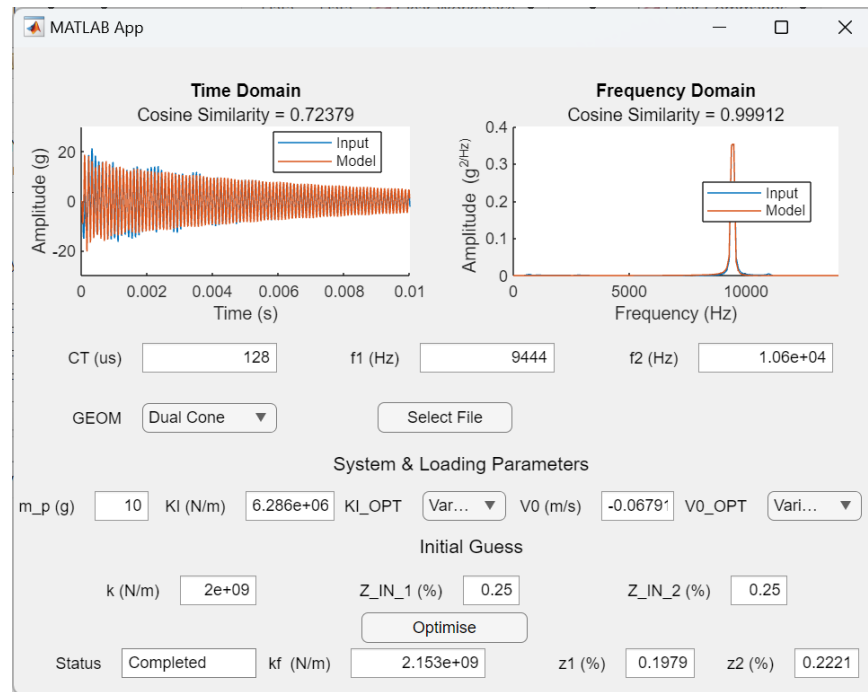 MATLAB App
Time Domain
Cosine Similarity = 0.72379
Input
Model
20
0
-20
Amplitude (g)
0 0.002 0.004 0.006 0.008 0.01
Time (s)
Frequency Domain
Cosine Similarity = 0.99912
0.4
0.3
0.2
0.1
0
Amplitude (g^2/Hz)
Input
Model
0 5000 10000
Frequency (Hz)
CT (us) 128 f1 (Hz) 9444 f2 (Hz) 1.06e+04
GEOM Dual Cone Select File
System & Loading Parameters
m_p (g) 10 KI (N/m) 6.286e+06 KI_OPT Var... V0 (m/s) -0.06791 V0_OPT Vari...
Initial Guess
k (N/m) 2e+09 Z_IN_1 (%) 0.25 Z_IN_2 (%) 0.25
Optimise
Status Completed kf (N/m) 2.153e+09 z1 (%) 0.1979 z2 (%) 0.2221